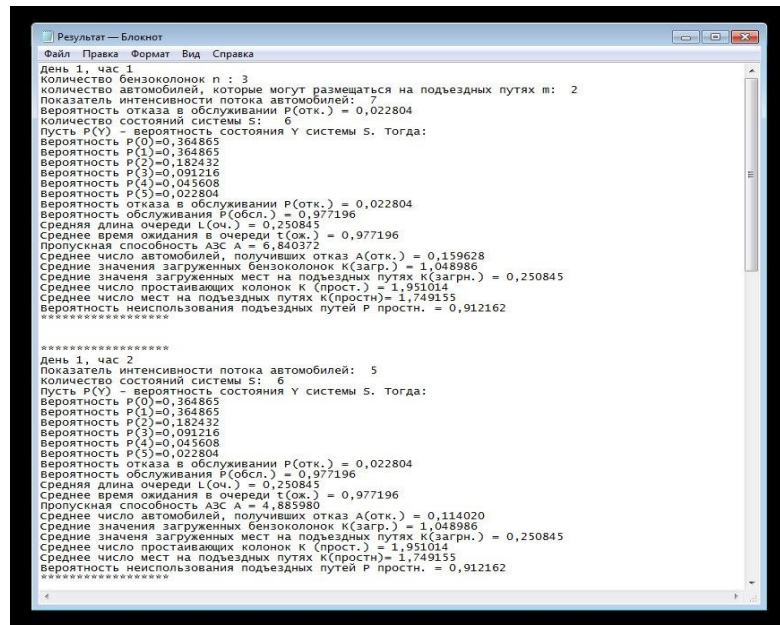 Результат — Блокнот
Файл Правка Формат Вид Справка
День 1, час 1
Количество бензоколонок n : 3
количество автомобилей, которые могут размещаться на подъездных путях m: 2
Показатель интенсивности потока автомобилей: 7
Вероятность отказа в обслуживании P(отк.) = 0,022804
Количество состояний системы S: 6
Пусть P(Y) – вероятность состояния Y системы S. Тогда:
Вероятность P(0)=0,364865
Вероятность P(1)=0,364865
Вероятность P(2)=0,182432
Вероятность P(3)=0,091216
Вероятность P(4)=0,045608
Вероятность P(5)=0,022804
Вероятность отказа в обслуживании P(отк.) = 0,022804
Вероятность обслуживания P(обсл.) = 0,977196
Средняя длина очереди L(оч.) = 0,250845
Среднее время ожидания в очереди t(ож.) = 0,977196
Пропускная способность АЗС A = 6,840372
Среднее число автомобилей, получивших отказ A(отк.) = 0,159628
Средние значения загруженных бензоколонок K(загр.) = 1,048986
Средние значеня загруженных мест на подъездных путях K(загрн.) = 0,250845
Среднее число простаивающих колонок K (прост.) = 1,951014
Среднее число мест на подъездных путях K(простн)= 1,749155
Вероятность неиспользования подъездных путей P простн. = 0,912162
******************
******************
День 1, час 2
Показатель интенсивности потока автомобилей: 5
Количество состояний системы S: 6
Пусть P(Y) – вероятность состояния Y системы S. Тогда:
Вероятность P(0)=0,364865
Вероятность P(1)=0,364865
Вероятность P(2)=0,182432
Вероятность P(3)=0,091216
Вероятность P(4)=0,045608
Вероятность P(5)=0,022804
Вероятность отказа в обслуживании P(отк.) = 0,022804
Вероятность обслуживания P(обсл.) = 0,977196
Средняя длина очереди L(оч.) = 0,250845
Среднее время ожидания в очереди t(ож.) = 0,977196
Пропускная способность АЗС A = 4,885980
Среднее число автомобилей, получивших отказ A(отк.) = 0,114020
Средние значения загруженных бензоколонок K(загр.) = 1,048986
Средние значеня загруженных мест на подъездных путях K(загрн.) = 0,250845
Среднее число простаивающих колонок K (прост.) = 1,951014
Среднее число мест на подъездных путях K(простн)= 1,749155
Вероятность неиспользования подъездных путей P простн. = 0,912162
******************